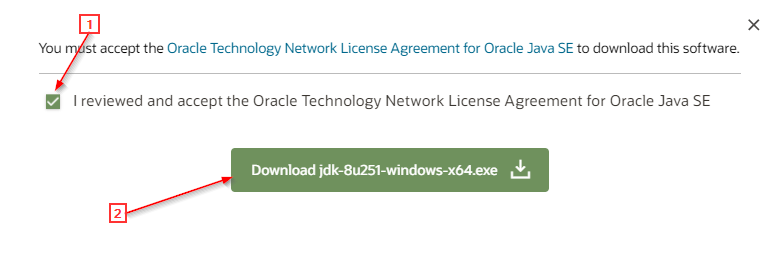 1
You must accept the Oracle Technology Network License Agreement for Oracle Java SE to download this software.
I reviewed and accept the Oracle Technology Network License Agreement for Oracle Java SE
Download jdk-8u251-windows-x64.exe
2